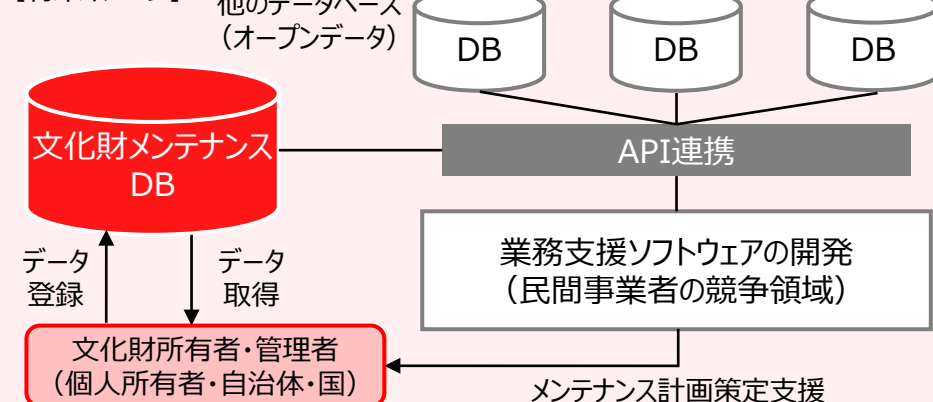 他のデータベース
（オープンデータ）
DB
DB
DB
文化財メンテナンス
DB
API連携
業務支援ソフトウェアの開発
（民間事業者の競争領域）
データ
登録
データ
取得
文化財所有者・管理者
（個人所有者・自治体・国）
メンテナンス計画策定支援